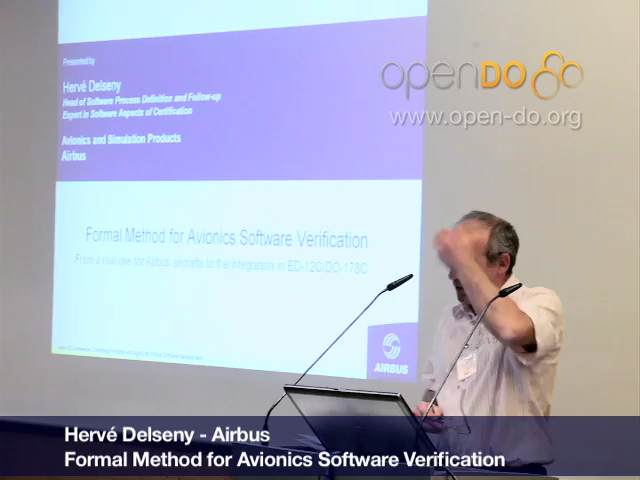 Presented by
Hervé Delseny
Head of Software Process Definition and Follow-up
Expert in Software Aspects of Certification
Avionics and Simulation Products
Airbus
openDO
www.open-do.org
Formal Method for Avionics Software Verification
From a real use for Airbus aircrafts to the integration in ED-12C/DO-178C
AIRBUS
Hervé Delseny - Airbus
Formal Method for Avionics Software Verification